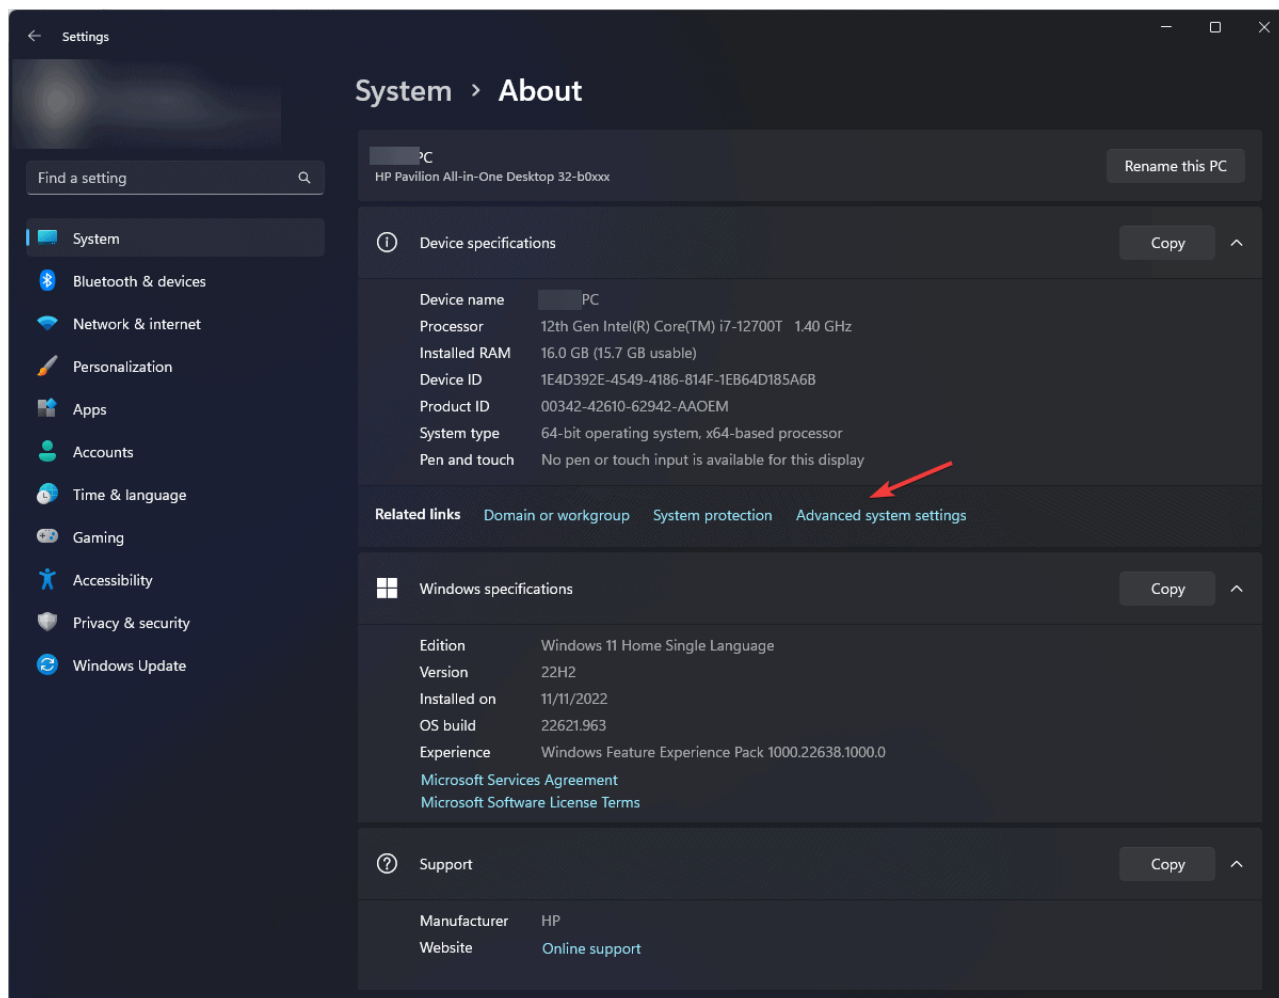 Settings
System > About
Find a setting
System
Bluetooth & devices
Network & internet
Personalization
Apps
Accounts
Time & language
Gaming
Accessibility
Privacy & security
Windows Update
PC
HP Pavilion All-in-One Desktop 32-b0xxx
Rename this PC
Device specifications
Copy
Device name PC
Processor 12th Gen Intel(R) Core(TM) i7-12700T 1.40 GHz
Installed RAM 16.0 GB (15.7 GB usable)
Device ID 1E4D392E-4549-4186-814F-1EB64D185A6B
Product ID 00342-42610-62942-AAOEM
System type 64-bit operating system, x64-based processor
Pen and touch No pen or touch input is available for this display
Related links Domain or workgroup System protection Advanced system settings
Windows specifications
Copy
Edition Windows 11 Home Single Language
Version 22H2
Installed on 11/11/2022
OS build 22621.963
Experience Windows Feature Experience Pack 1000.22638.1000.0
Microsoft Services Agreement
Microsoft Software License Terms
Support
Copy
Manufacturer HP
Website Online support